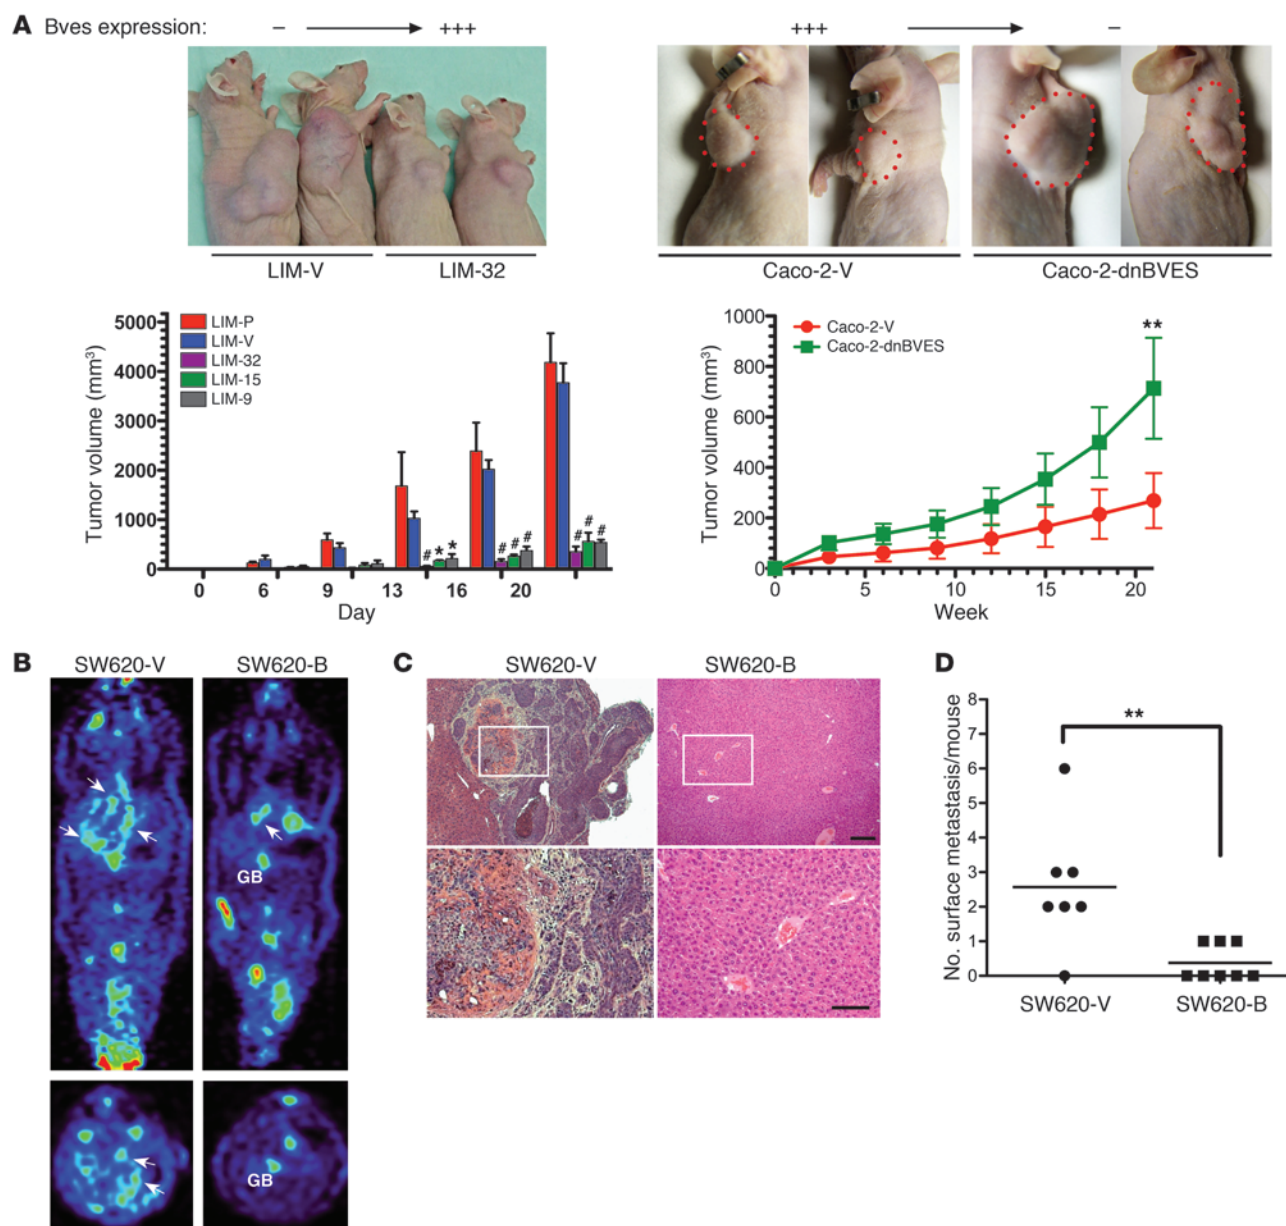 A Bves expression: – +++ +++ –
LIM-V LIM-32 Caco-2-V Caco-2-dnBVES
Tumor volume (mm³)
5000
4000
3000
2000
1000
0
LIM-P
LIM-V
LIM-32
LIM-15
LIM-9
# * * # # # # # #
0 6 9 13 16 20
Day
Tumor volume (mm³)
1000
800
600
400
200
0
Caco-2-V
Caco-2-dnBVES
**
0 5 10 15 20
Week
B
SW620-V SW620-B
GB
GB
C
SW620-V SW620-B
D
No. surface metastasis/mouse
8
7
6
5
4
3
2
1
0
**
SW620-V SW620-B